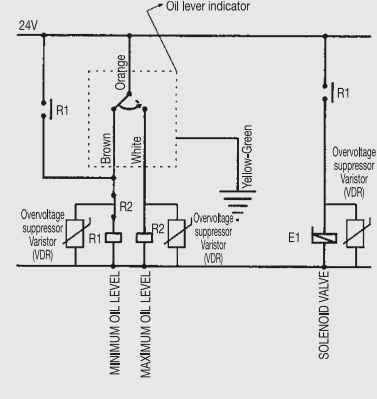 Oil lever indicator
24V
Orange
R1
R1
Brown
White
Yellow-Green
Overvoltage
suppressor
Varistor
(VDR)
R2
Overvoltage
suppressor
Varistor
(VDR)
R1
R2
Overvoltage
suppressor
Varistor
(VDR)
E1
MINIMUM OIL LEVEL
MAXIMUM OIL LEVEL
SOLENOID VALVE